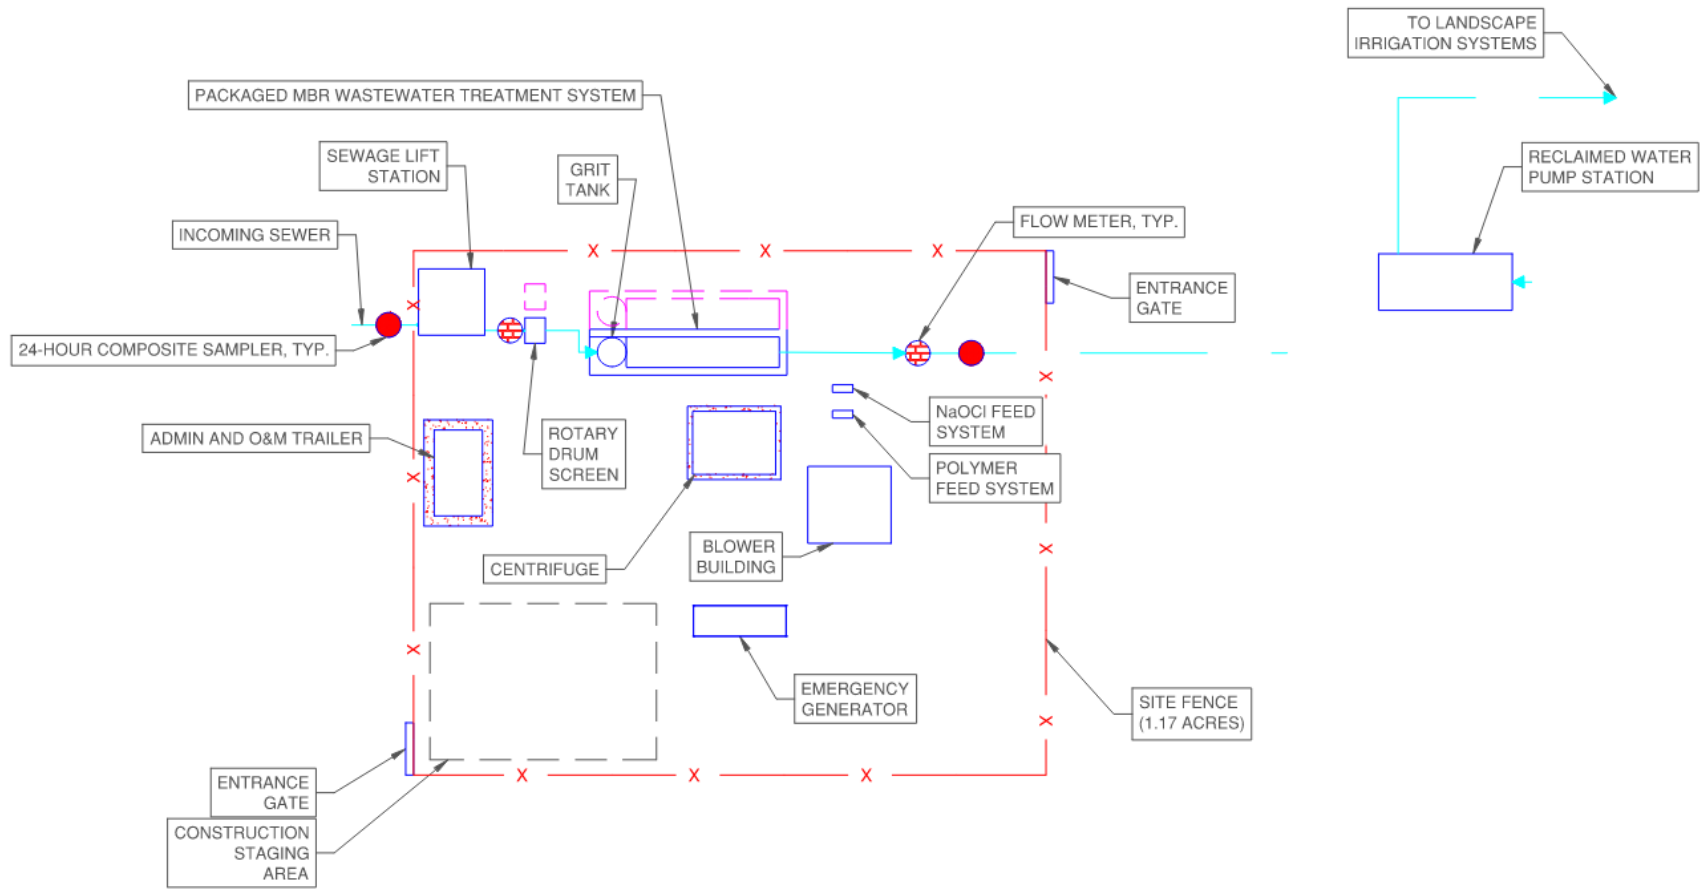 TO LANDSCAPE
IRRIGATION SYSTEMS
PACKAGED MBR WASTEWATER TREATMENT SYSTEM
SEWAGE LIFT
STATION
GRIT
TANK
RECLAIMED WATER
PUMP STATION
INCOMING SEWER
FLOW METER, TYP.
X X X
ENTRANCE
GATE
X
24-HOUR COMPOSITE SAMPLER, TYP.
X
ADMIN AND O&M TRAILER
ROTARY
DRUM
SCREEN
NaOCl FEED
SYSTEM
X
POLYMER
FEED SYSTEM
X
BLOWER
BUILDING
CENTRIFUGE
X
EMERGENCY
GENERATOR
SITE FENCE
(1.17 ACRES)
X
X X X
ENTRANCE
GATE
CONSTRUCTION
STAGING
AREA